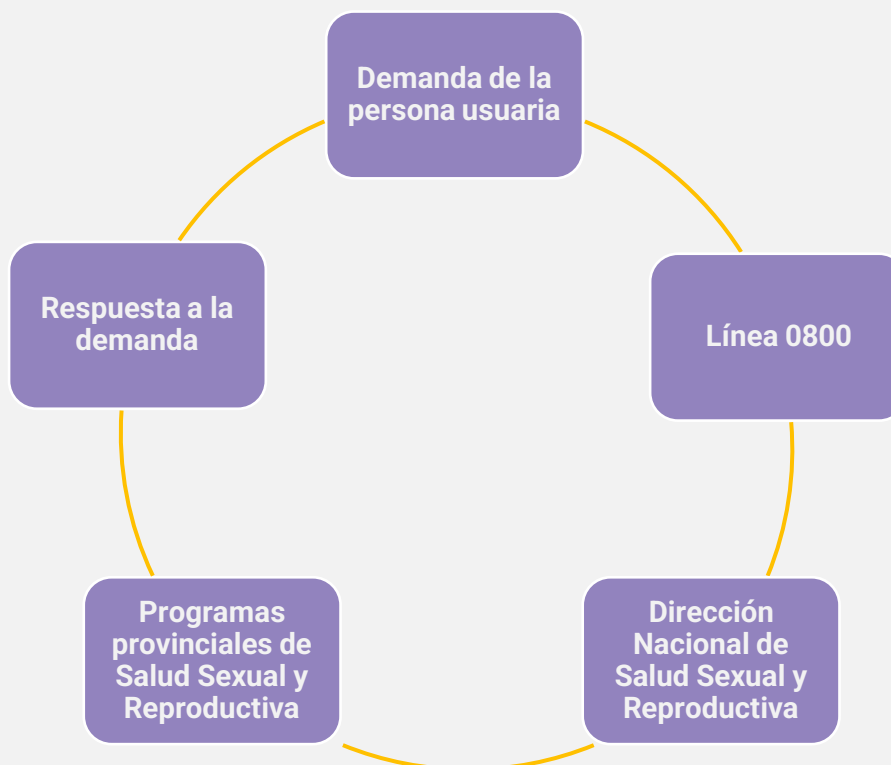 Demanda de la
persona usuaria
Línea 0800
Dirección
Nacional de
Salud Sexual y
Reproductiva
Programas
provinciales de
Salud Sexual y
Reproductiva
Respuesta a la
demanda